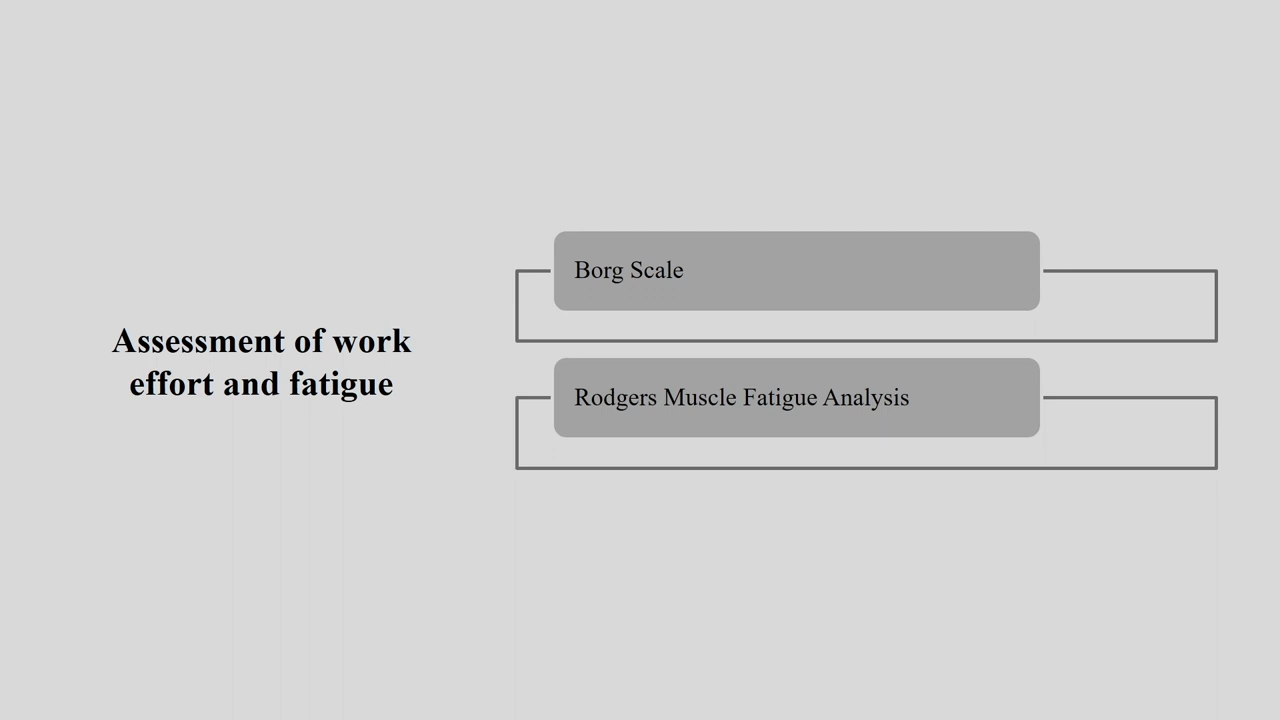 Assessment of work
effort and fatigue
Borg Scale
Rodgers Muscle Fatigue Analysis